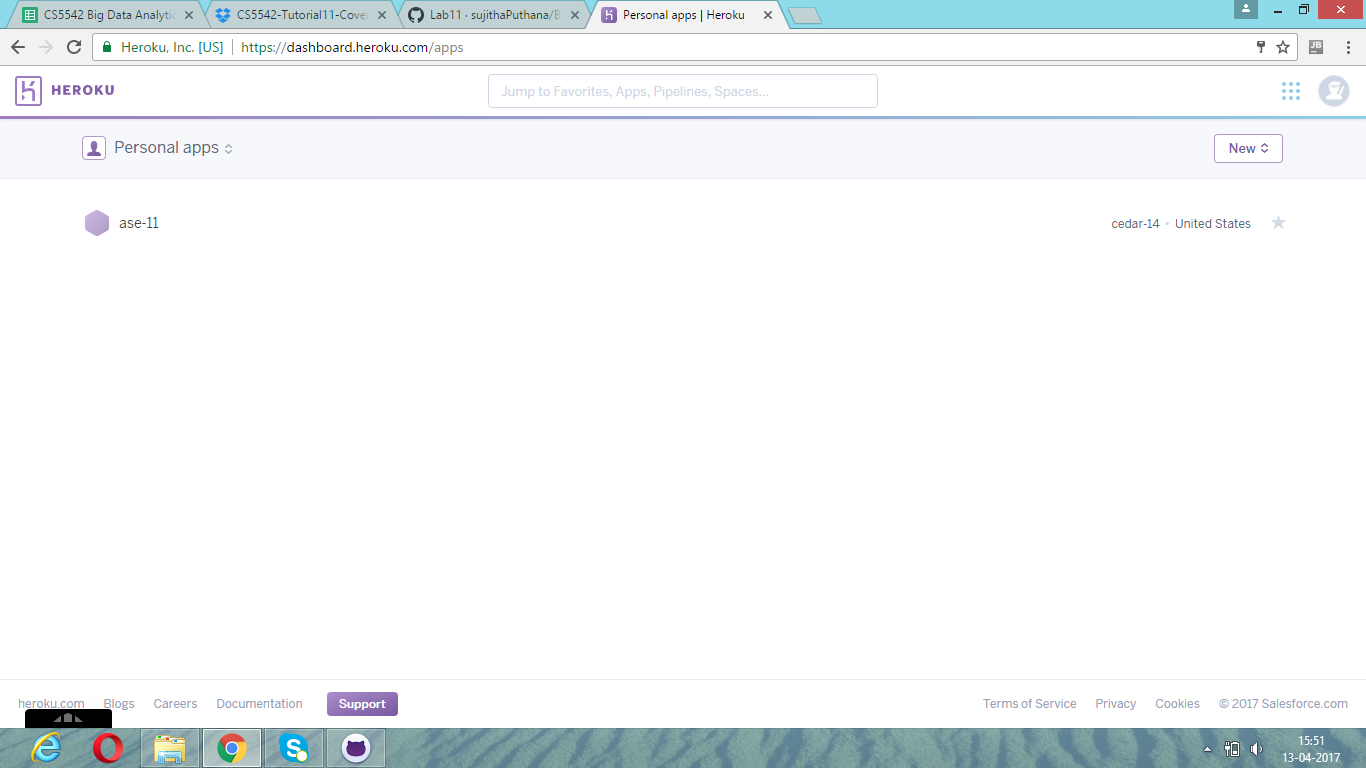 CS5542 Big Data Analytic
CS5542-Tutorial11-Cover
Lab11 · sujithaPuthana/B
Personal apps | Heroku
Heroku, Inc. [US]
https://dashboard.heroku.com/apps
JB
HEROKU
Jump to Favorites, Apps, Pipelines, Spaces...
Personal apps
New
ase-11
cedar-14 • United States
heroku.com
Blogs
Careers
Documentation
Support
Terms of Service
Privacy
Cookies
© 2017 Salesforce.com
15:51
13-04-2017